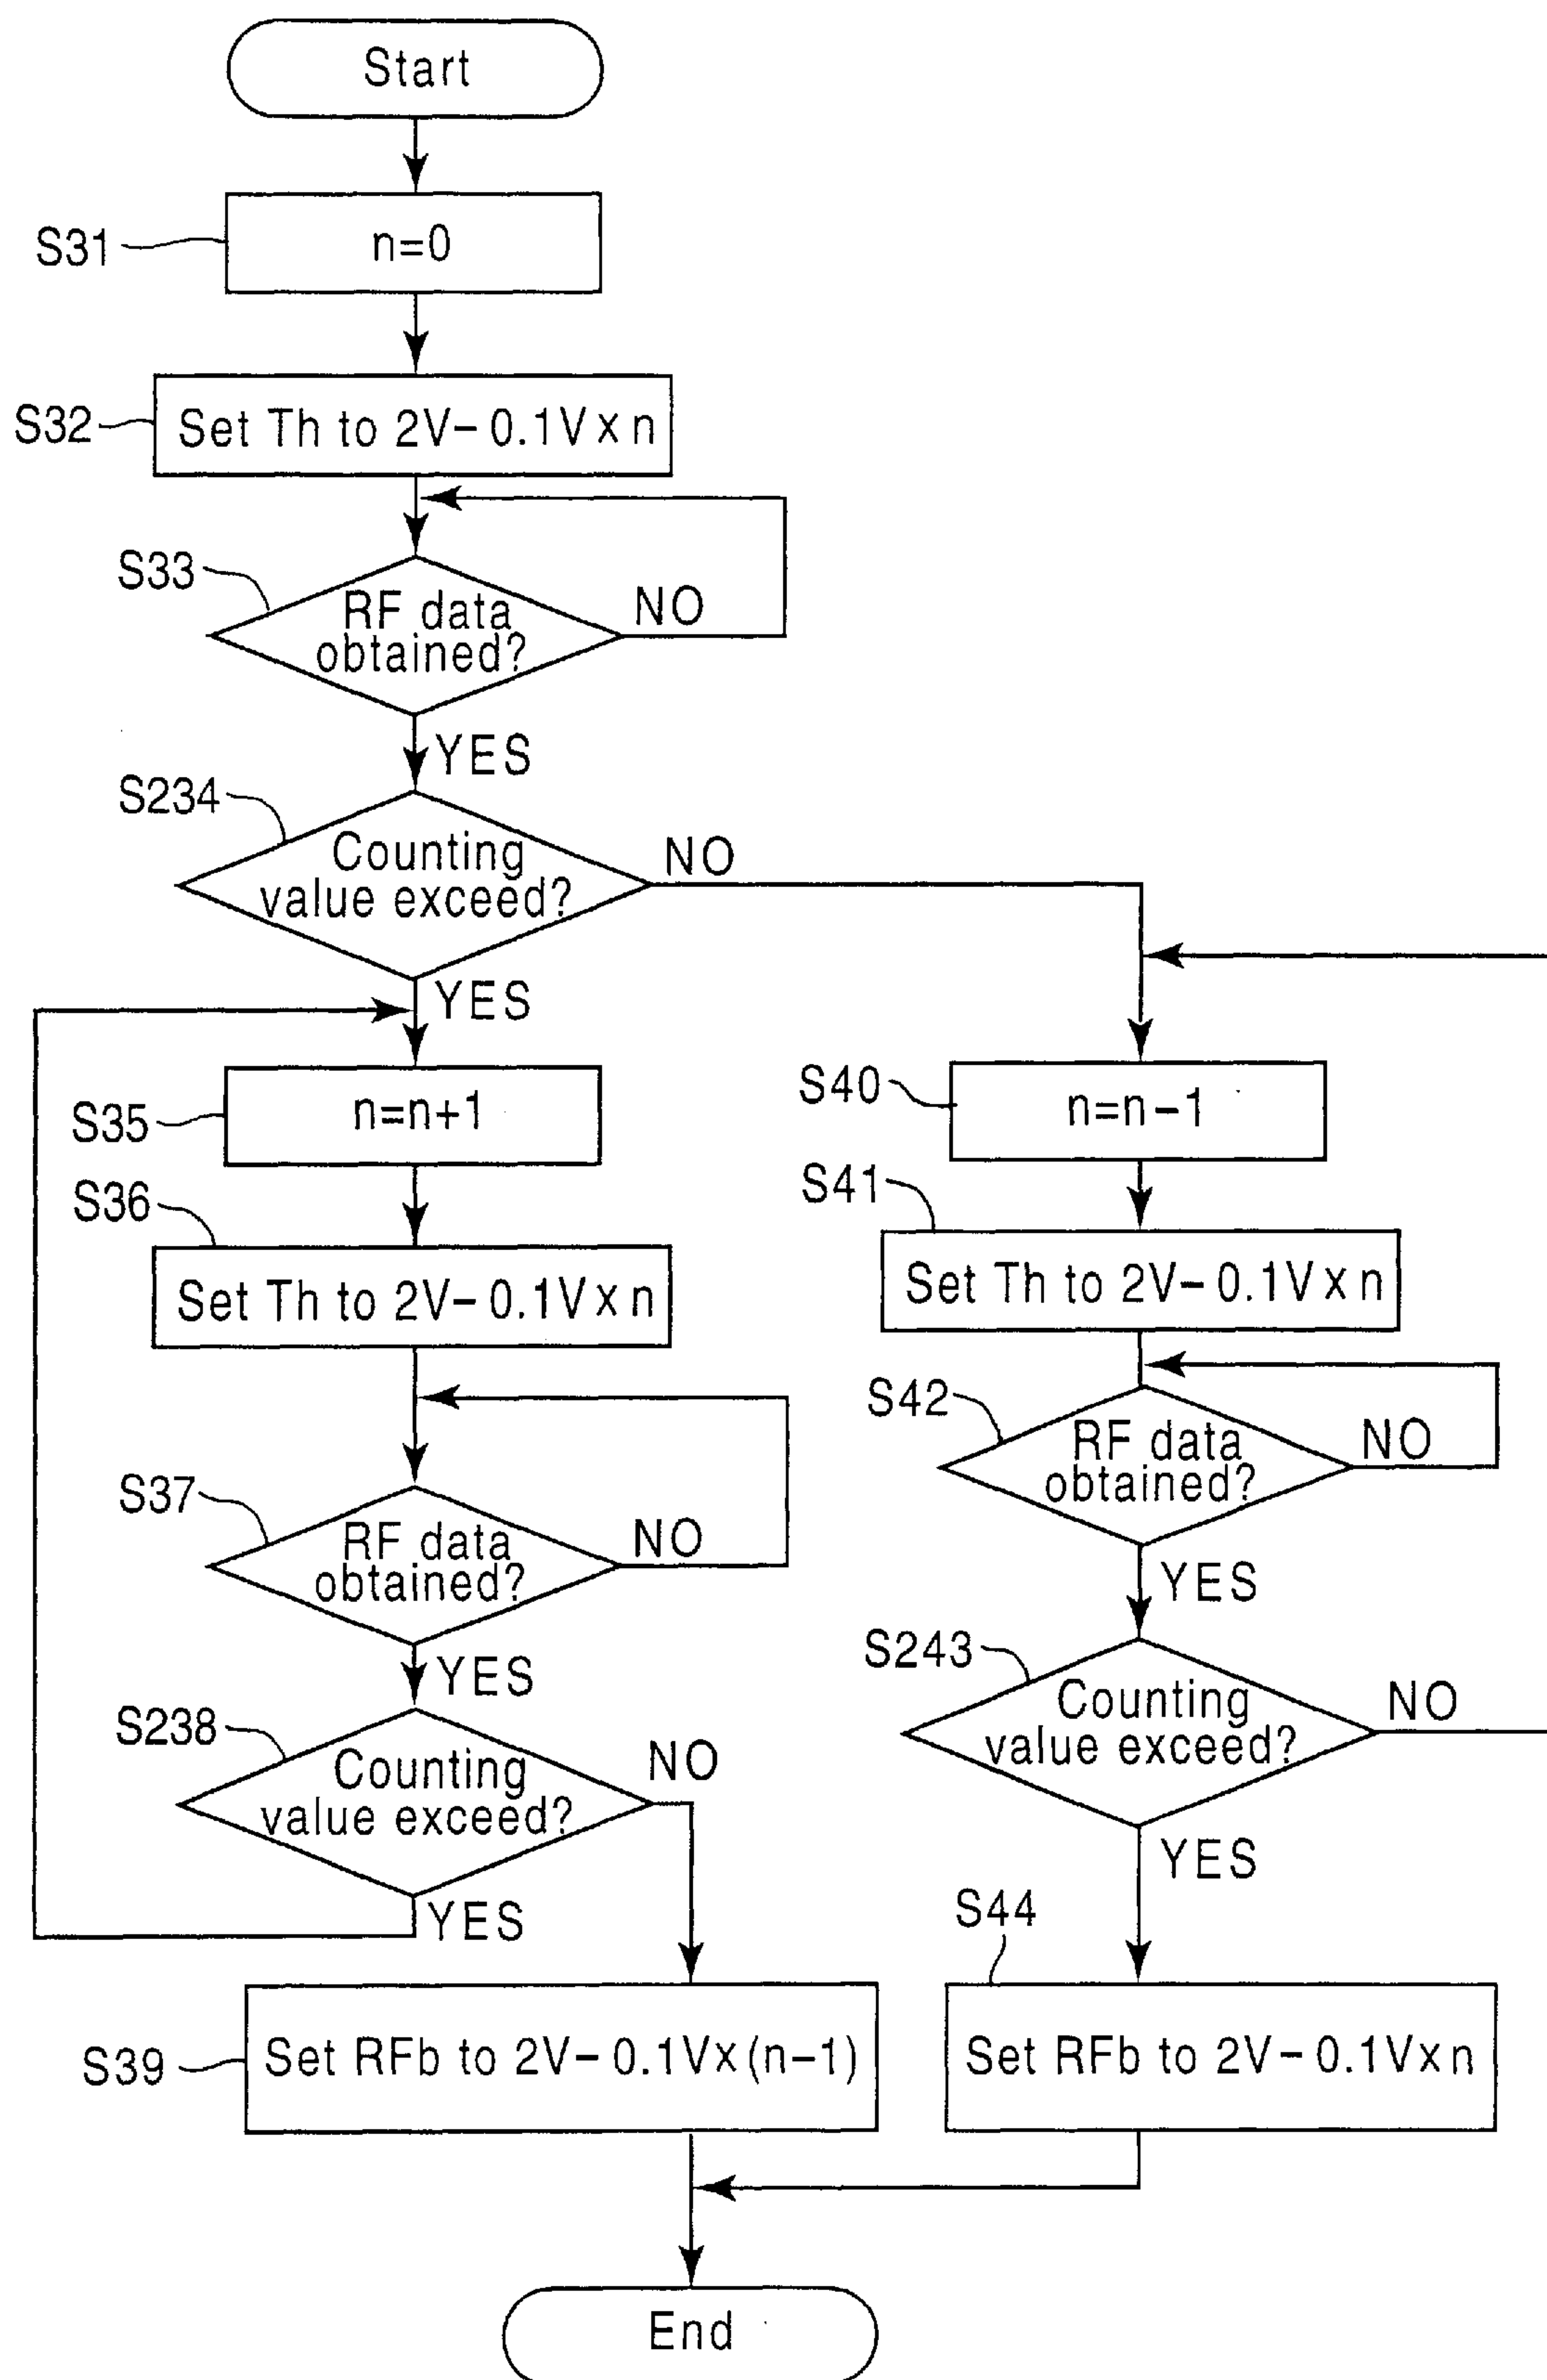 Start
S31
n=0
S32
Set Th to 2V-0.1V×n
S33
RF data
obtained?
NO
YES
S234
Counting
value exceed?
NO
YES
S35
n=n+1
S36
Set Th to 2V-0.1V×n
S37
RF data
obtained?
NO
YES
S238
Counting
value exceed?
NO
YES
S39
Set RFb to 2V-0.1V×(n-1)
S40
n=n-1
S41
Set Th to 2V-0.1V×n
S42
RF data
obtained?
NO
YES
S243
Counting
value exceed?
NO
YES
S44
Set RFb to 2V-0.1V×n
End